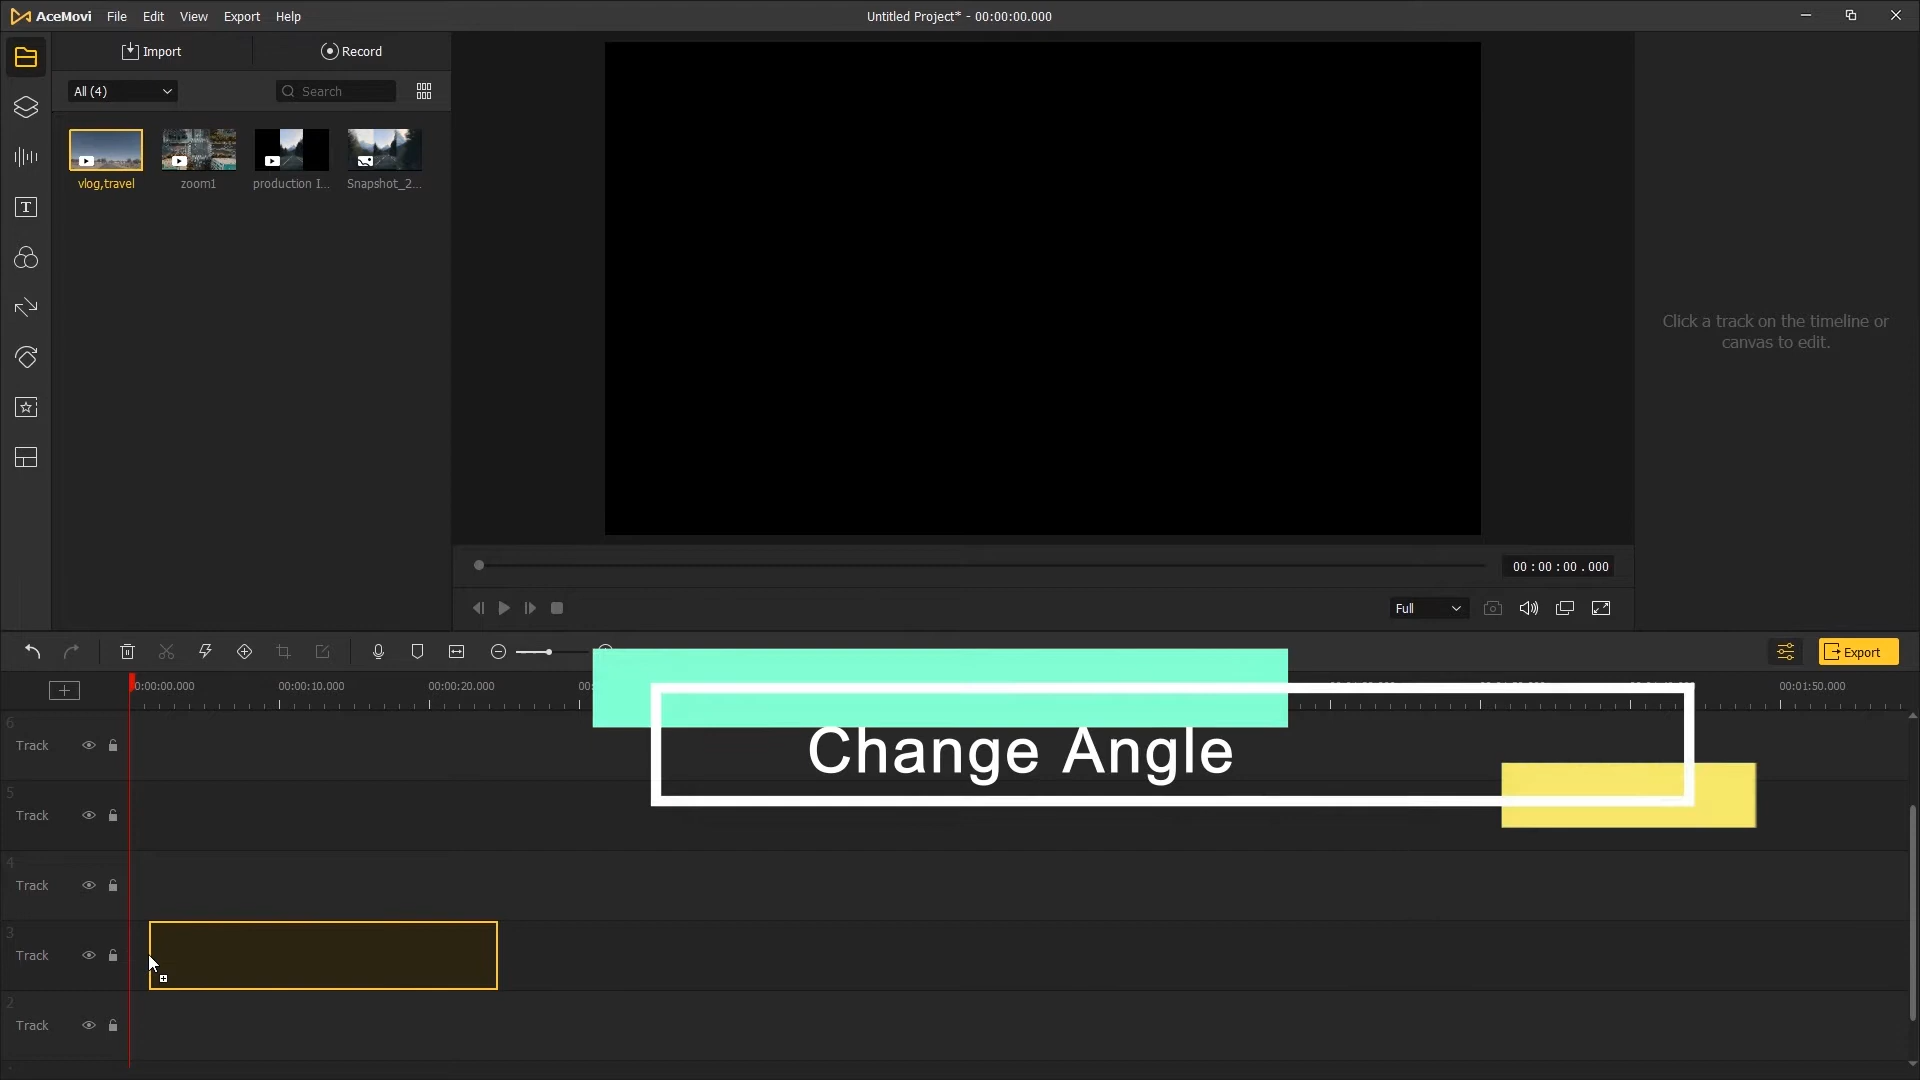 AceMovi File Edit View Export Help
Untitled Project* - 00:00:00.000
Import Record
All (4) Search
vlog,travel zoom1 production I... Snapshot_2...
Click a track on the timeline or
canvas to edit.
00:00:00.000
Full
Export
0:00:00.000 00:00:10.000 00:00:20.000 00:01:50.000
6
Track
5
Track
4
Track
3
Track
2
Track
Change Angle